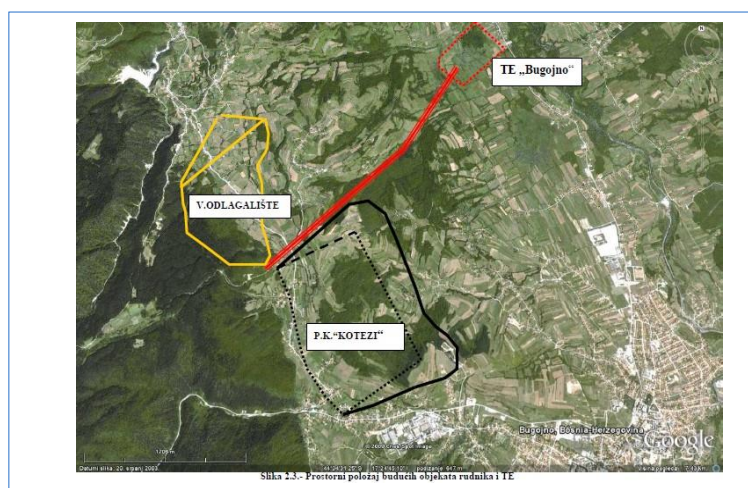 TE „Bugojno“
V.ODLAGALIŠTE
P.K.“KOTEZI“
Bugojno, Bosnia-Herzegovina
Google
Slika 2.3.- Prostorni položaj budućih objekata rudnika i TE